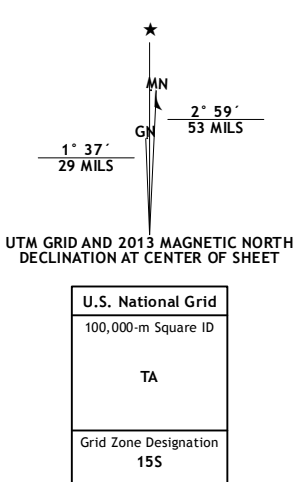 ★
MN
GN
2° 59´
53 MILS
1° 37´
29 MILS
UTM GRID AND 2013 MAGNETIC NORTH
DECLINATION AT CENTER OF SHEET
U.S. National Grid
100,000-m Square ID
TA
Grid Zone Designation
15S